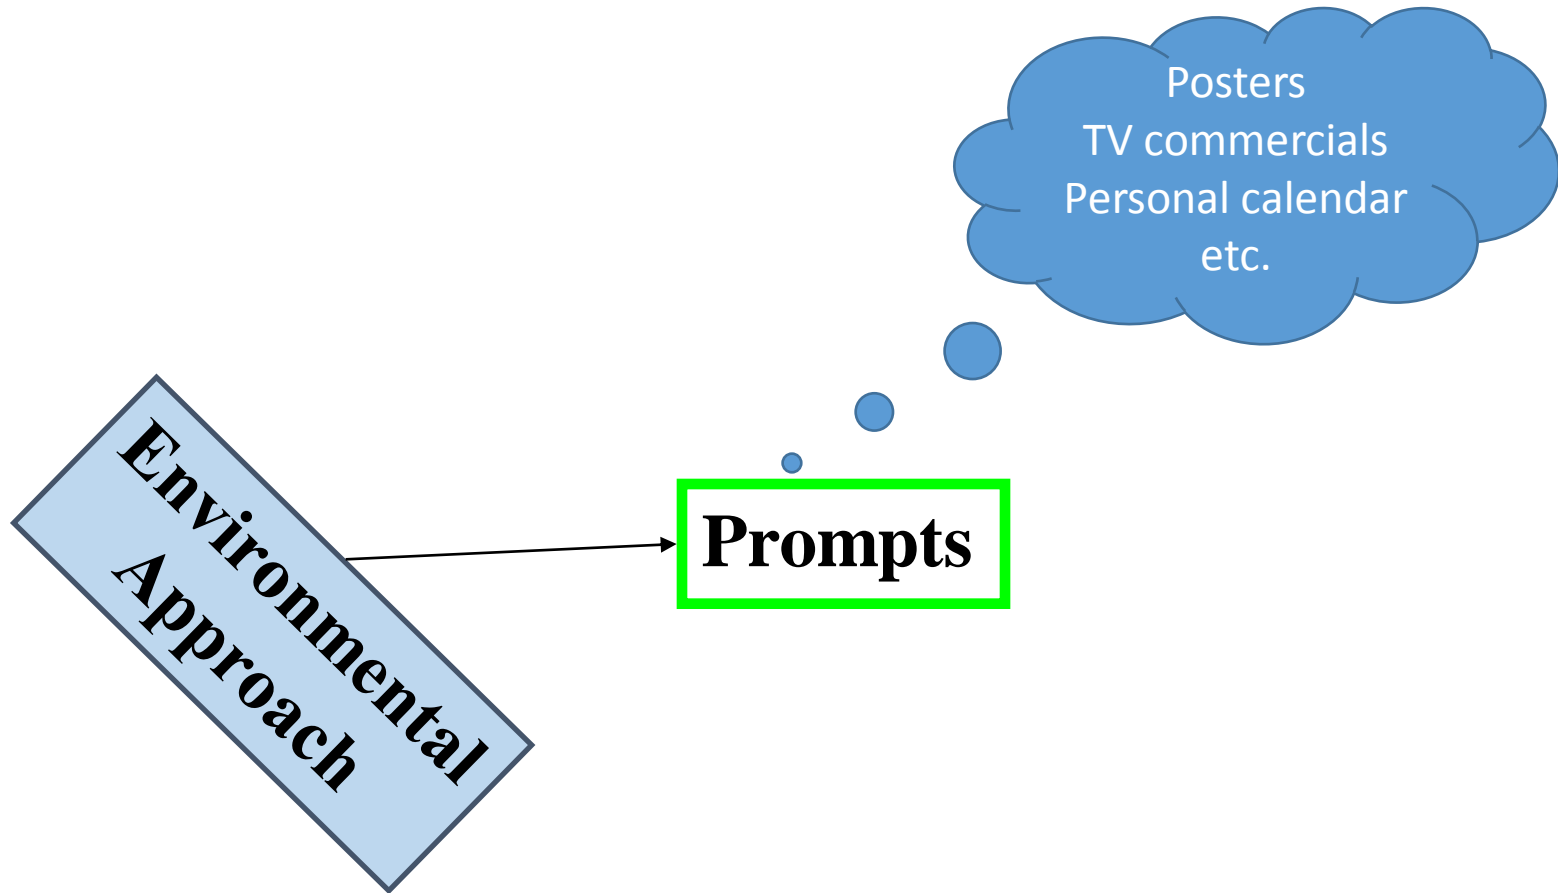 Posters
TV commercials
Personal calendar
etc.
Environmental
Approach
Prompts